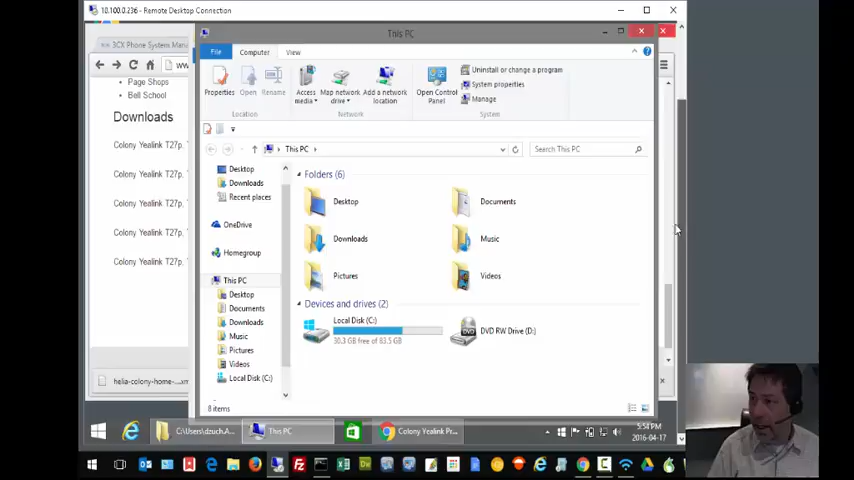 10.100.0.236 - Remote Desktop Connection
3CX Phone System Man
This PC
File
Computer
View
Properties
Open
Rename
Access media
Map network drive
Add a network location
Open Control Panel
Uninstall or change a program
System properties
Manage
Location
Network
System
This PC
Search This PC
Page Shops
Bell School
Downloads
Colony Yealink T27p.
Colony Yealink T27p.
Colony Yealink T27p.
Colony Yealink T27p.
Colony Yealink T27p.
Desktop
Downloads
Recent places
OneDrive
Homegroup
This PC
Desktop
Documents
Downloads
Music
Pictures
Videos
Local Disk (C:)
Folders (6)
Desktop
Documents
Downloads
Music
Pictures
Videos
Devices and drives (2)
Local Disk (C:)
30.3 GB free of 83.5 GB
DVD
DVD RW Drive (D:)
8 items
helia-colony-home-....xm
C:\Users\dzuch.A...
This PC
Colony Yealink Pr...
5:54 PM
2016-04-17